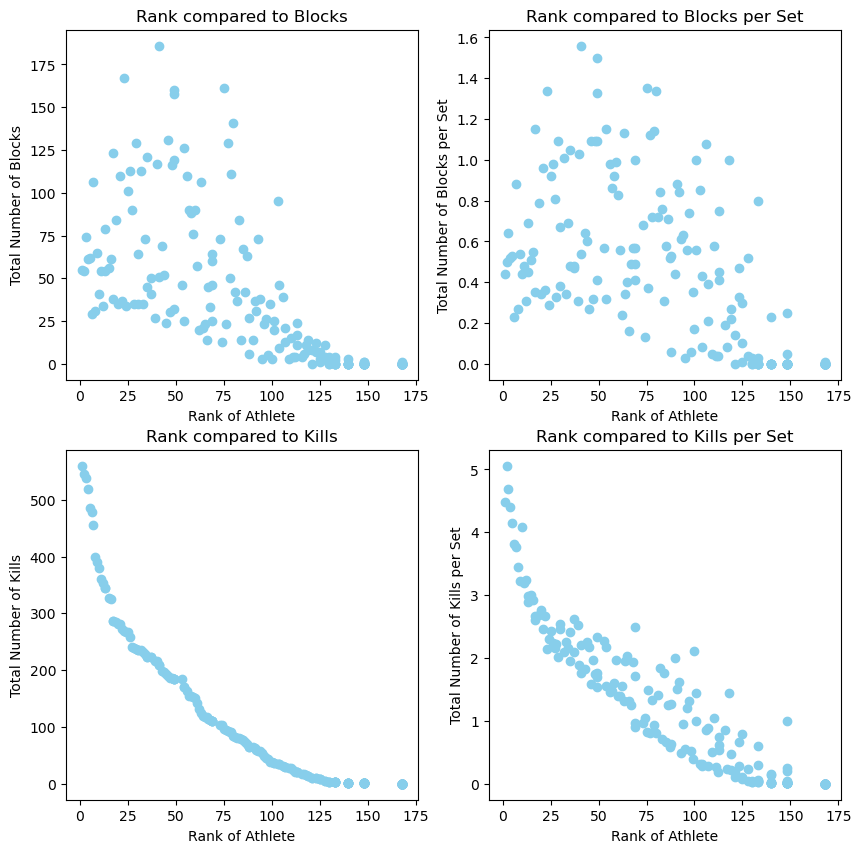 Rank compared to Blocks
Total Number of Blocks
175
150
125
100
75
50
25
0
0 25 50 75 100 125 150 175
Rank of Athlete
Rank compared to Blocks per Set
Total Number of Blocks per Set
1.6
1.4
1.2
1.0
0.8
0.6
0.4
0.2
0.0
0 25 50 75 100 125 150 175
Rank of Athlete
Rank compared to Kills
Total Number of Kills
500
400
300
200
100
0
0 25 50 75 100 125 150 175
Rank of Athlete
Rank compared to Kills per Set
Total Number of Kills per Set
5
4
3
2
1
0
0 25 50 75 100 125 150 175
Rank of Athlete